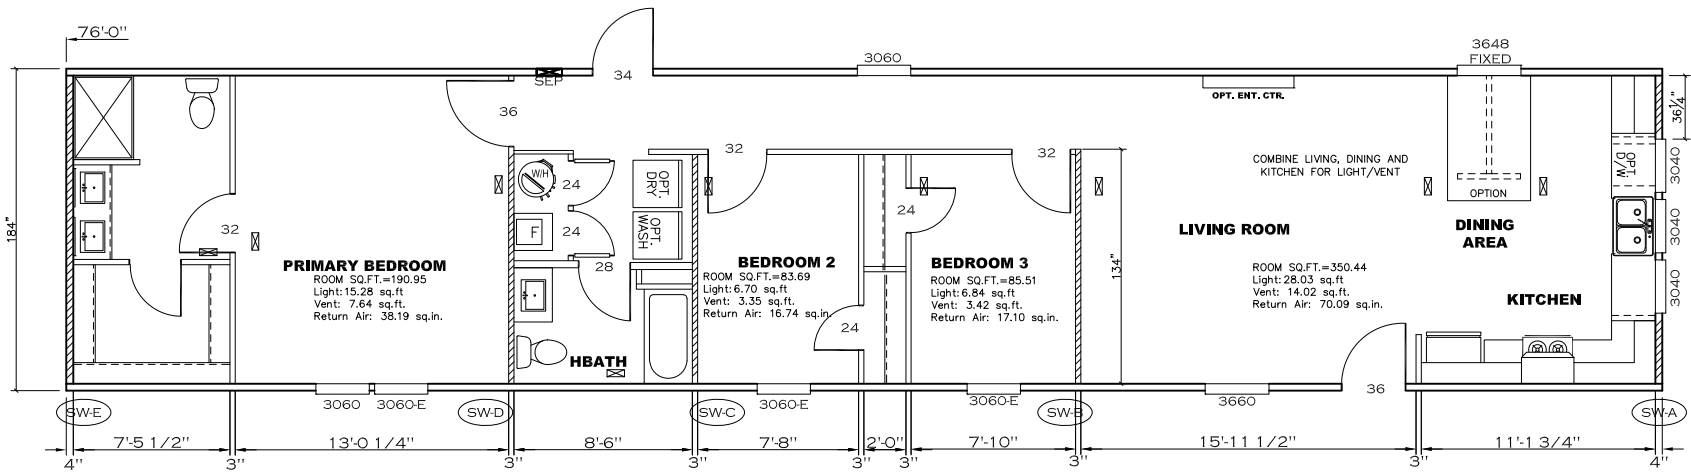 76'-0"
3648
FIXED
3060
34
SEP
OPT. ENT. CTR.
36 1/4"
36
32
32
COMBINE LIVING, DINING AND
KITCHEN FOR LIGHT/VENT
OPT.
D/W
3040
W/H
24
OPT.
DRY
OPTION
24
184"
32
F
24
OPT.
WASH
LIVING ROOM
DINING
AREA
3040
28
134"
PRIMARY BEDROOM
ROOM SQ.FT.=190.95
Light:15.28 sq.ft
Vent: 7.64 sq.ft.
Return Air: 38.19 sq.in.
BEDROOM 2
ROOM SQ.FT.=83.69
Light:6.70 sq.ft
Vent: 3.35 sq.ft.
Return Air: 16.74 sq.in.
BEDROOM 3
ROOM SQ.FT.=85.51
Light:6.84 sq.ft
Vent: 3.42 sq.ft.
Return Air: 17.10 sq.in.
ROOM SQ.FT.=350.44
Light:28.03 sq.ft
Vent: 14.02 sq.ft.
Return Air: 70.09 sq.in.
KITCHEN
3040
24
HBATH
36
3060
3060-E
3060-E
3060-E
3660
SW-E
SW-D
SW-C
SW-B
SW-A
7'-5 1/2"
13'-0 1/4"
8'-6"
7'-8"
2'-0"
7'-10"
15'-11 1/2"
11'-1 3/4"
4"
3"
3"
3"
3"
3"
3"
3"
4"